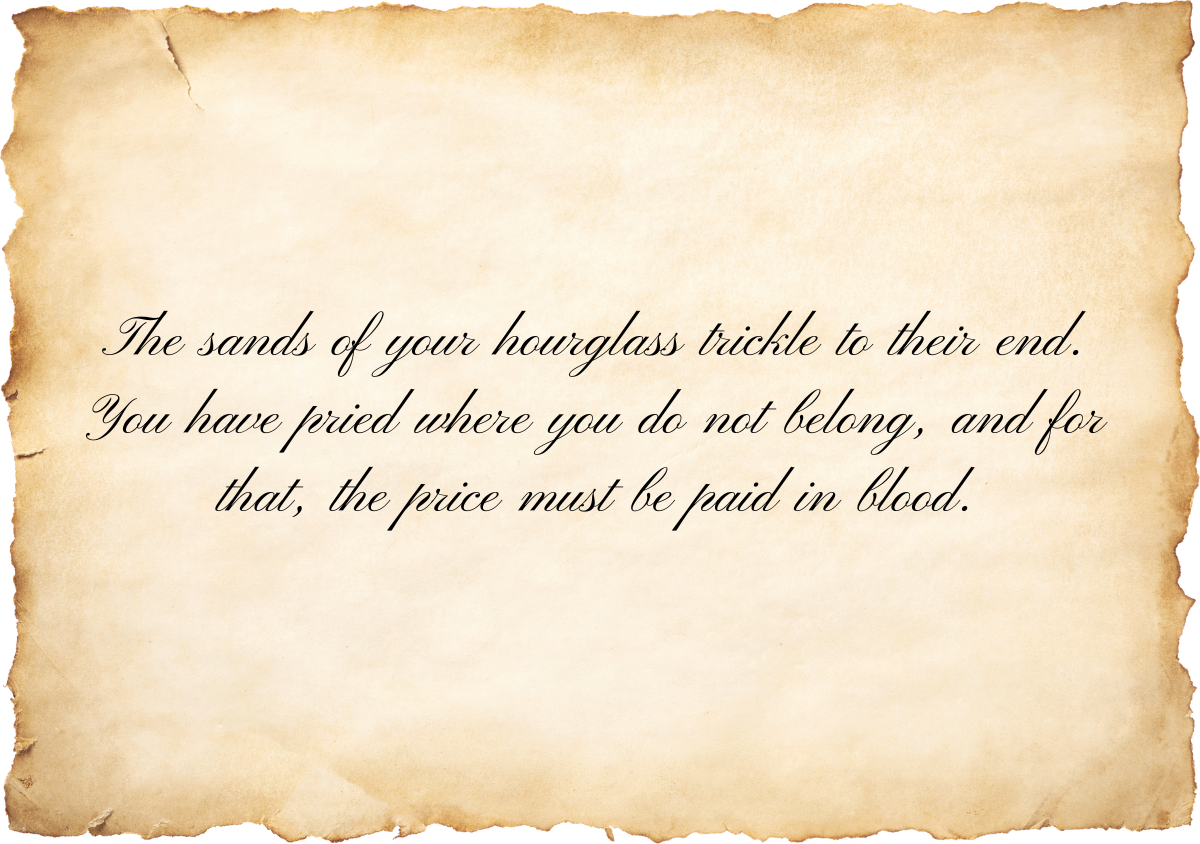 The sands of your hourglass trickle to their end.
You have pried where you do not belong, and for
that, the price must be paid in blood.